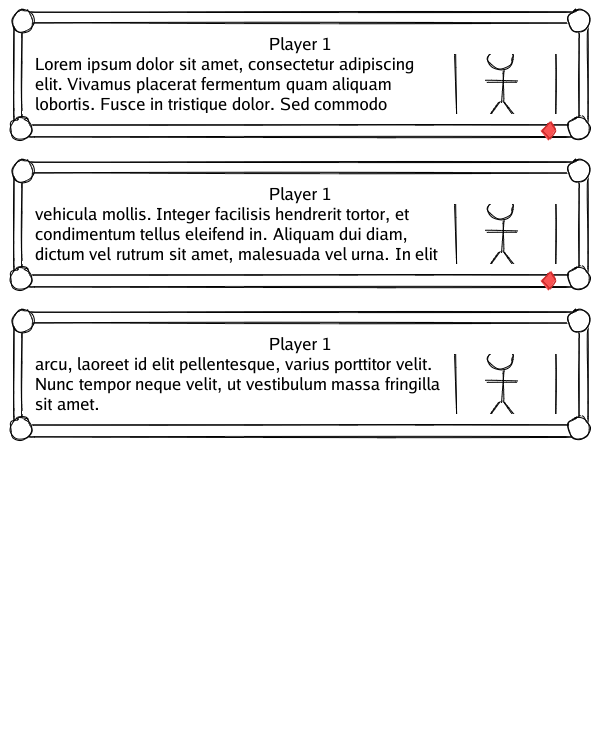 Player 1
Lorem ipsum dolor sit amet, consectetur adipiscing
elit. Vivamus placerat fermentum quam aliquam
lobortis. Fusce in tristique dolor. Sed commodo
Player 1
vehicula mollis. Integer facilisis hendrerit tortor, et
condimentum tellus eleifend in. Aliquam dui diam,
dictum vel rutrum sit amet, malesuada vel urna. In elit
Player 1
arcu, laoreet id elit pellentesque, varius porttitor velit.
Nunc tempor neque velit, ut vestibulum massa fringilla
sit amet.